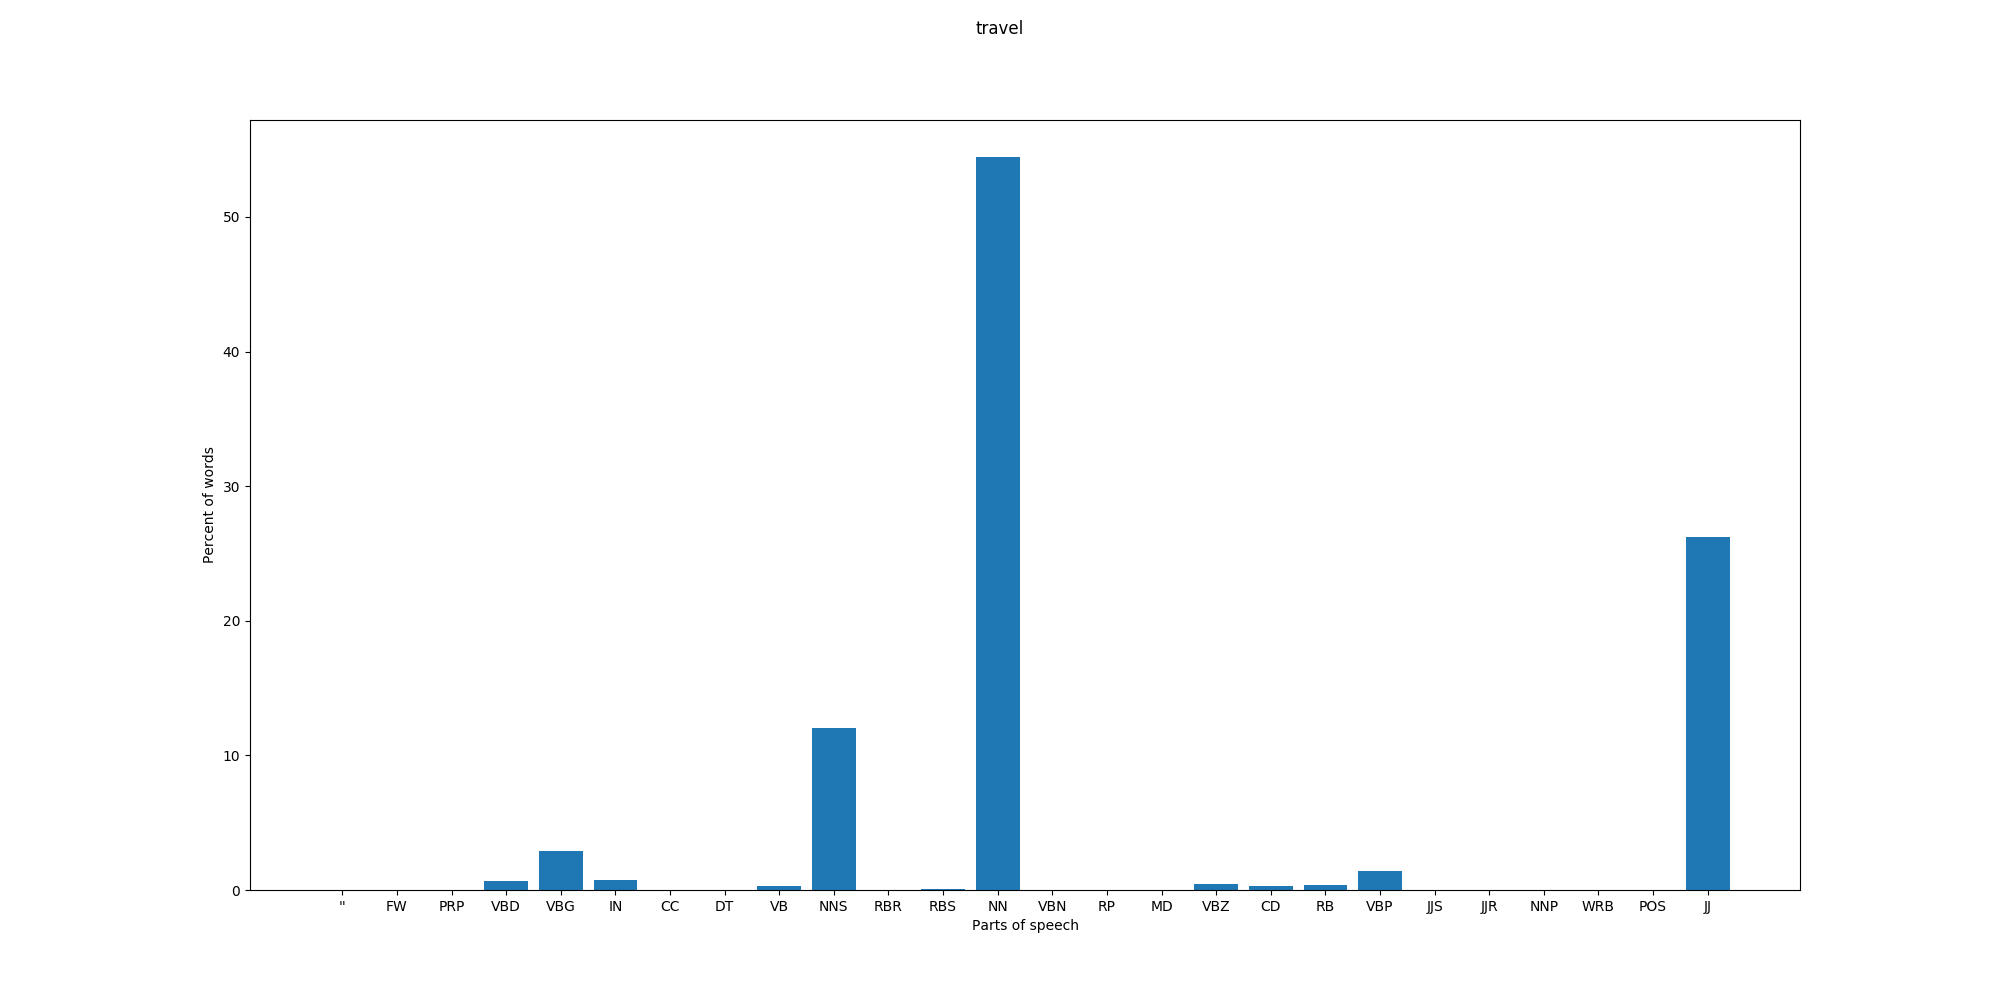 travel
50
40
30
20
10
0
Percent of words
" FW PRP VBD VBG IN CC DT VB NNS RBR RBS NN VBN RP MD VBZ CD RB VBP JJS JJR NNP WRB POS JJ
Parts of speech